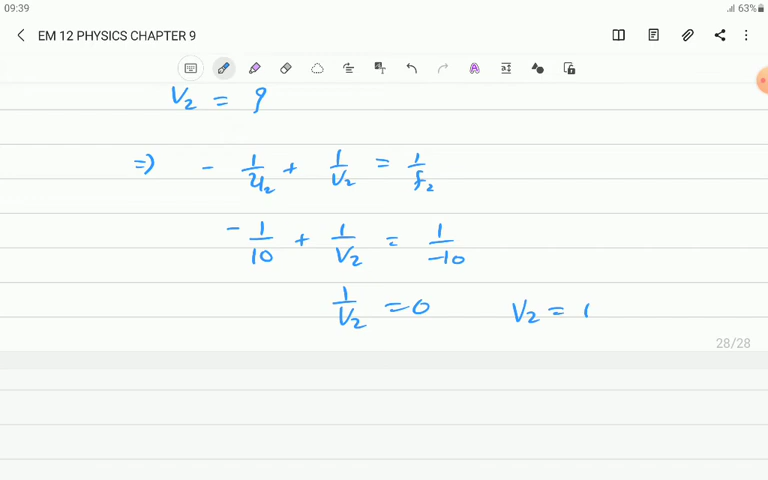 09:39 63%
EM 12 PHYSICS CHAPTER 9
V₂ = ?
=) - 1/u₂ + 1/V₂ = 1/f₂
- 1/10 + 1/V₂ = 1/-10
1/V₂ = 0 V₂ =
28/28